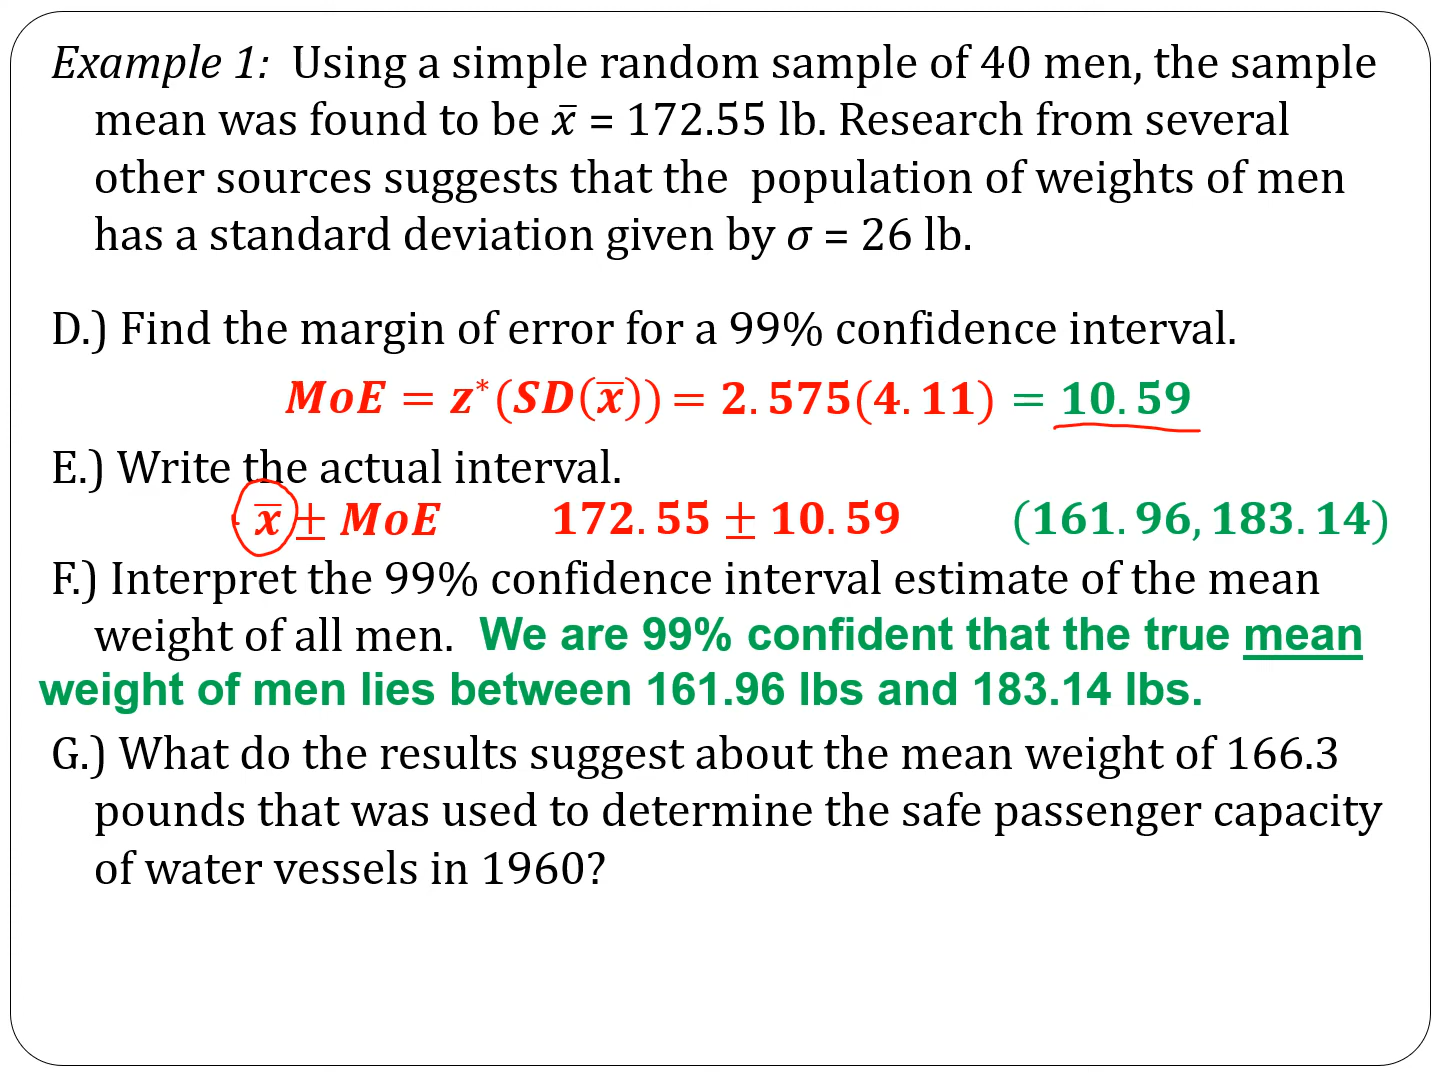 Example 1: Using a simple random sample of 40 men, the sample
mean was found to be x̄ = 172.55 lb. Research from several
other sources suggests that the population of weights of men
has a standard deviation given by σ = 26 lb.
D.) Find the margin of error for a 99% confidence interval.
MoE = z*(SD(x̄)) = 2.575(4.11) = 10.59
E.) Write the actual interval.
x̄ ± MoE 172.55 ± 10.59 (161.96, 183.14)
F.) Interpret the 99% confidence interval estimate of the mean
weight of all men. We are 99% confident that the true mean
weight of men lies between 161.96 lbs and 183.14 lbs.
G.) What do the results suggest about the mean weight of 166.3
pounds that was used to determine the safe passenger capacity
of water vessels in 1960?